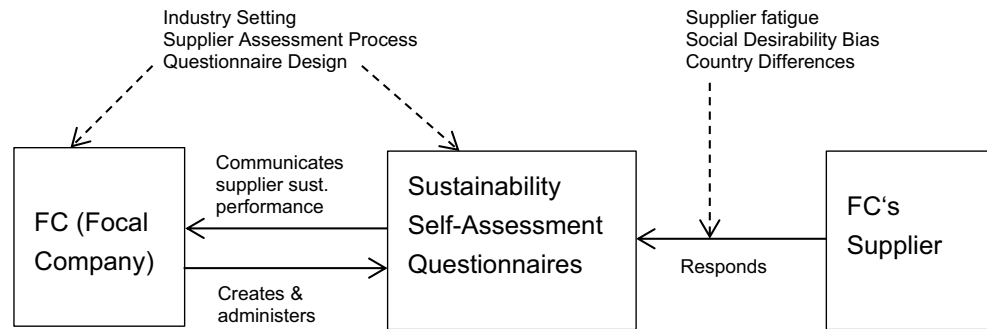 Industry Setting
Supplier Assessment Process
Questionnaire Design
Supplier fatigue
Social Desirability Bias
Country Differences
FC (Focal
Company)
Communicates
supplier sust.
performance
Creates &
administers
Sustainability
Self-Assessment
Questionnaires
Responds
FC‘s
Supplier